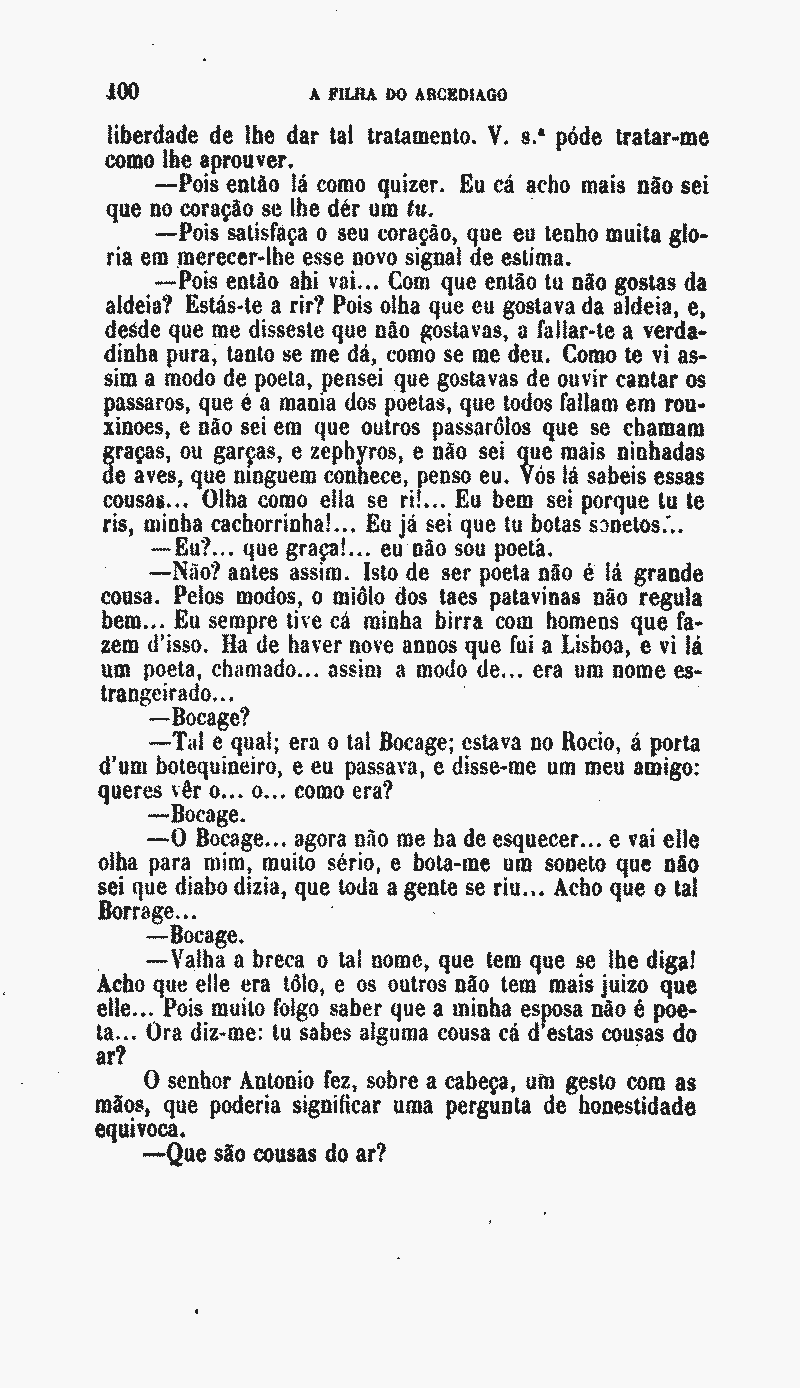 100 A FILHA DO ARCEDIAGO
liberdade de lhe dar tal tratamento. V. s.ª póde tratar-me
como lhe aprouver.
—Pois então lá como quizer. Eu cá acho mais não sei
que no coração se lhe dér um tu.
—Pois satisfaça o seu coração, que eu tenho muita glo-
ria em merecer-lhe esse novo signal de estima.
—Pois então ahi vai... Com que então tu não gostas da
aldeia? Estás-te a rir? Pois olha que eu gostava da aldeia, e,
desde que me disseste que não gostavas, a fallar-te a verda-
dinha pura, tanto se me dá, como se me deu. Como te vi as-
sim a modo de poeta, pensei que gostavas de ouvir cantar os
passaros, que é a mania dos poetas, que todos fallam em rou-
xinoes, e não sei em que outros passarôlos que se chamam
graças, ou garças, e zephyros, e não sei que mais ninhadas
de aves, que ninguem conhece, penso eu. Vós lá sabeis essas
cousas... Olha como ella se ri!... Eu bem sei porque tu te
ris, minha cachorrinha!... Eu já sei que tu botas sonetos...
—Eu?... que graça!... eu não sou poeta.
—Não? antes assim. Isto de ser poeta não é lá grande
cousa. Pelos modos, o miôlo dos taes patavinas não regula
bem... Eu sempre tive cá minha birra com homens que fa-
zem d'isso. Ha de haver nove annos que fui a Lisboa, e vi lá
um poeta, chamado... assim a modo de... era um nome es-
trangeirado...
—Bocage?
—Tal e qual; era o tal Bocage; estava no Rocio, á porta
d'um botequineiro, e eu passava, e disse-me um meu amigo:
queres vêr o... o... como era?
—Bocage.
—O Bocage... agora não me ha de esquecer... e vai elle
olha para mim, muito sério, e bota-me um soneto que não
sei que diabo dizia, que toda a gente se riu... Acho que o tal
Borrage...
—Bocage.
—Valha a breca o tal nome, que tem que se lhe diga!
Acho que elle era tôlo, e os outros não tem mais juizo que
elle... Pois muito folgo saber que a minha esposa não é poe-
ta... Ora diz-me: tu sabes alguma cousa cá d'estas cousas do
ar?
O senhor Antonio fez, sobre a cabeça, um gesto com as
mãos, que poderia significar uma pergunta de honestidade
equivoca.
—Que são cousas do ar?